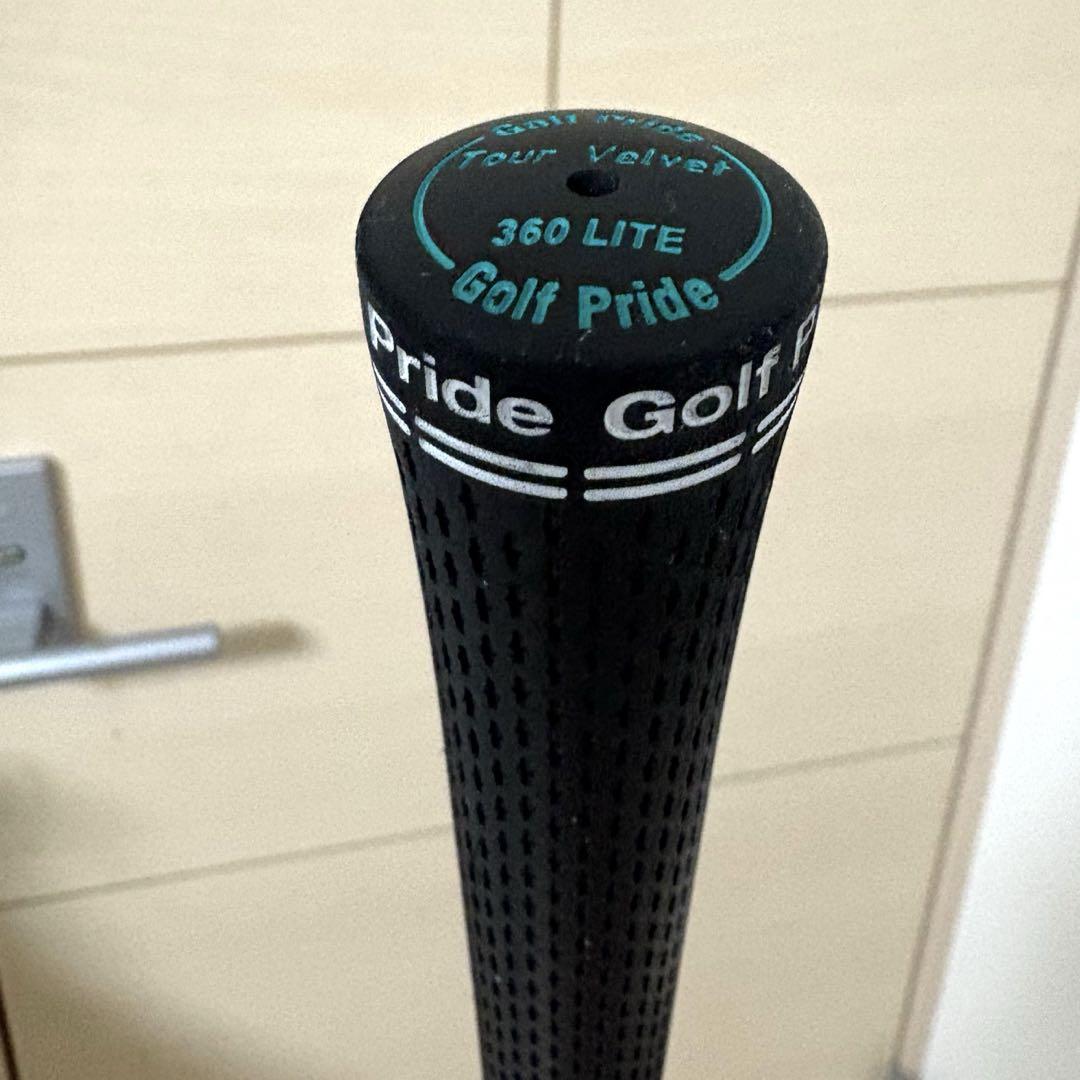 Golf Pride
Tour Velvet
360 LITE
Golf Pride
Pride Golf P